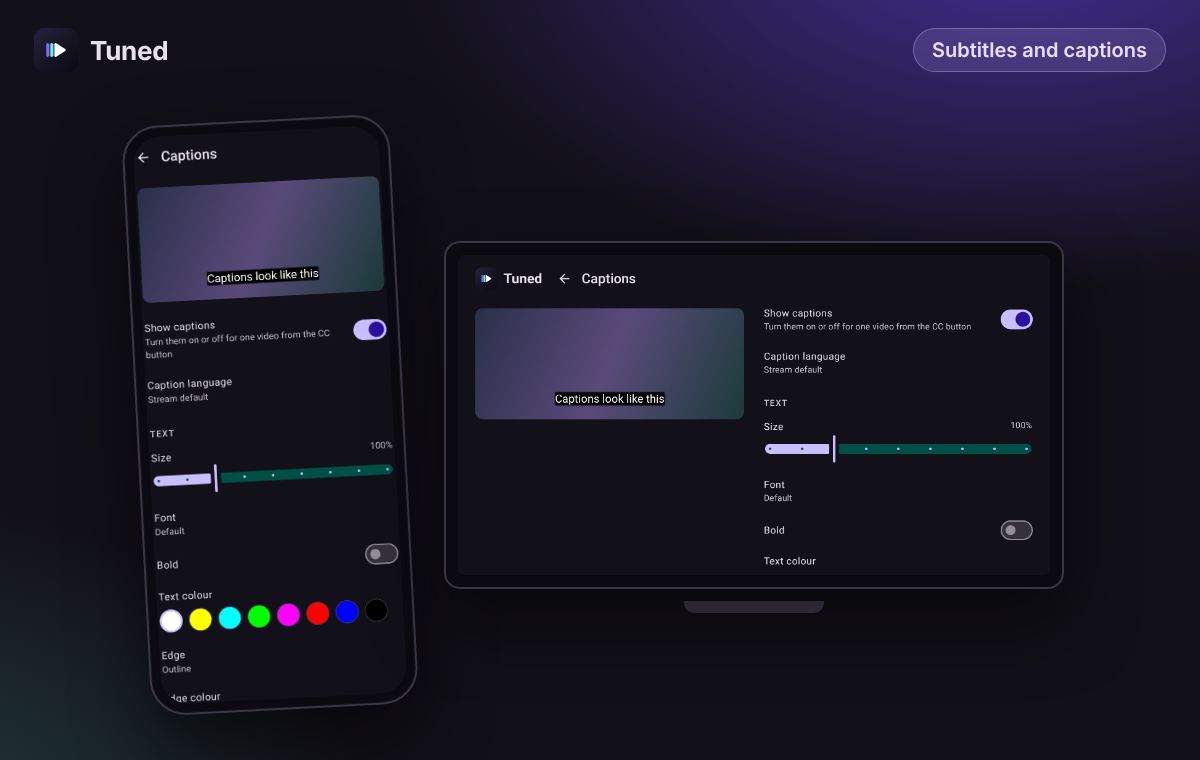 Tuned
Subtitles and captions
Captions
Captions look like this
Show captions
Turn them on or off for one video from the CC
button
Caption language
Stream default
TEXT
Size
100%
Font
Default
Bold
Text colour
Edge
Outline
dge colour
Tuned
Captions
Captions look like this
Show captions
Turn them on or off for one video from the CC button
Caption language
Stream default
TEXT
Size
100%
Font
Default
Bold
Text colour